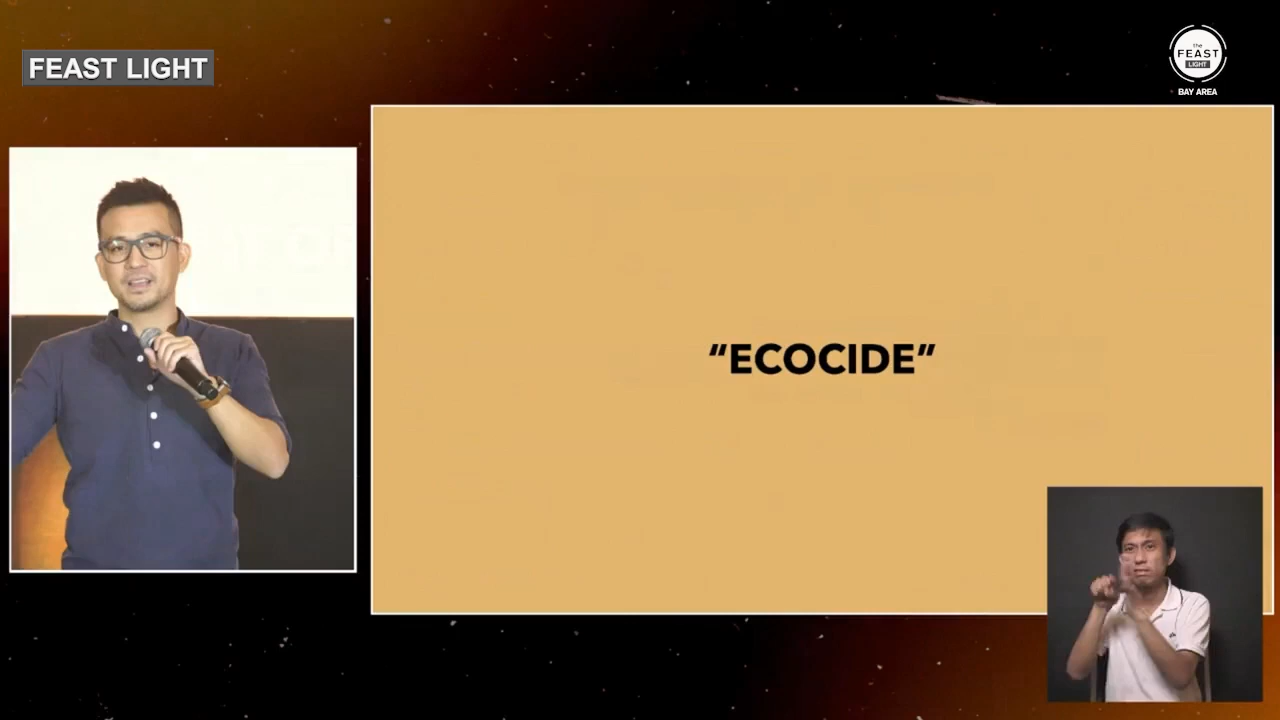 FEAST LIGHT
the
FEAST
LIGHT
BAY AREA
“ECOCIDE”